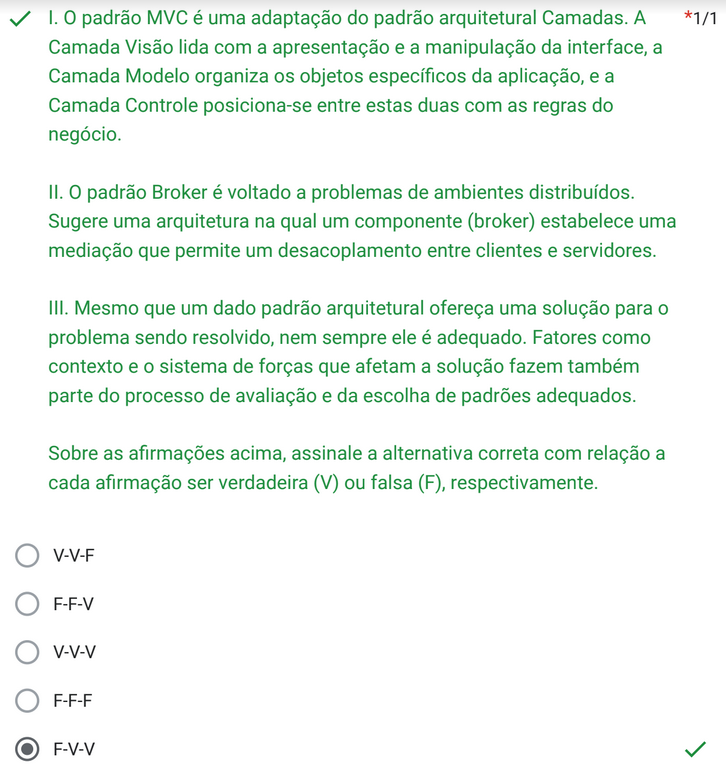 I. O padrão MVC é uma adaptação do padrão arquitetural Camadas. A *1/1
Camada Visão lida com a apresentação e a manipulação da interface, a
Camada Modelo organiza os objetos específicos da aplicação, e a
Camada Controle posiciona-se entre estas duas com as regras do
negócio.
II. O padrão Broker é voltado a problemas de ambientes distribuídos.
Sugere uma arquitetura na qual um componente (broker) estabelece uma
mediação que permite um desacoplamento entre clientes e servidores.
III. Mesmo que um dado padrão arquitetural ofereça uma solução para o
problema sendo resolvido, nem sempre ele é adequado. Fatores como
contexto e o sistema de forças que afetam a solução fazem também
parte do processo de avaliação e da escolha de padrões adequados.
Sobre as afirmações acima, assinale a alternativa correta com relação a
cada afirmação ser verdadeira (V) ou falsa (F), respectivamente.
V-V-F
F-F-V
V-V-V
F-F-F
F-V-V